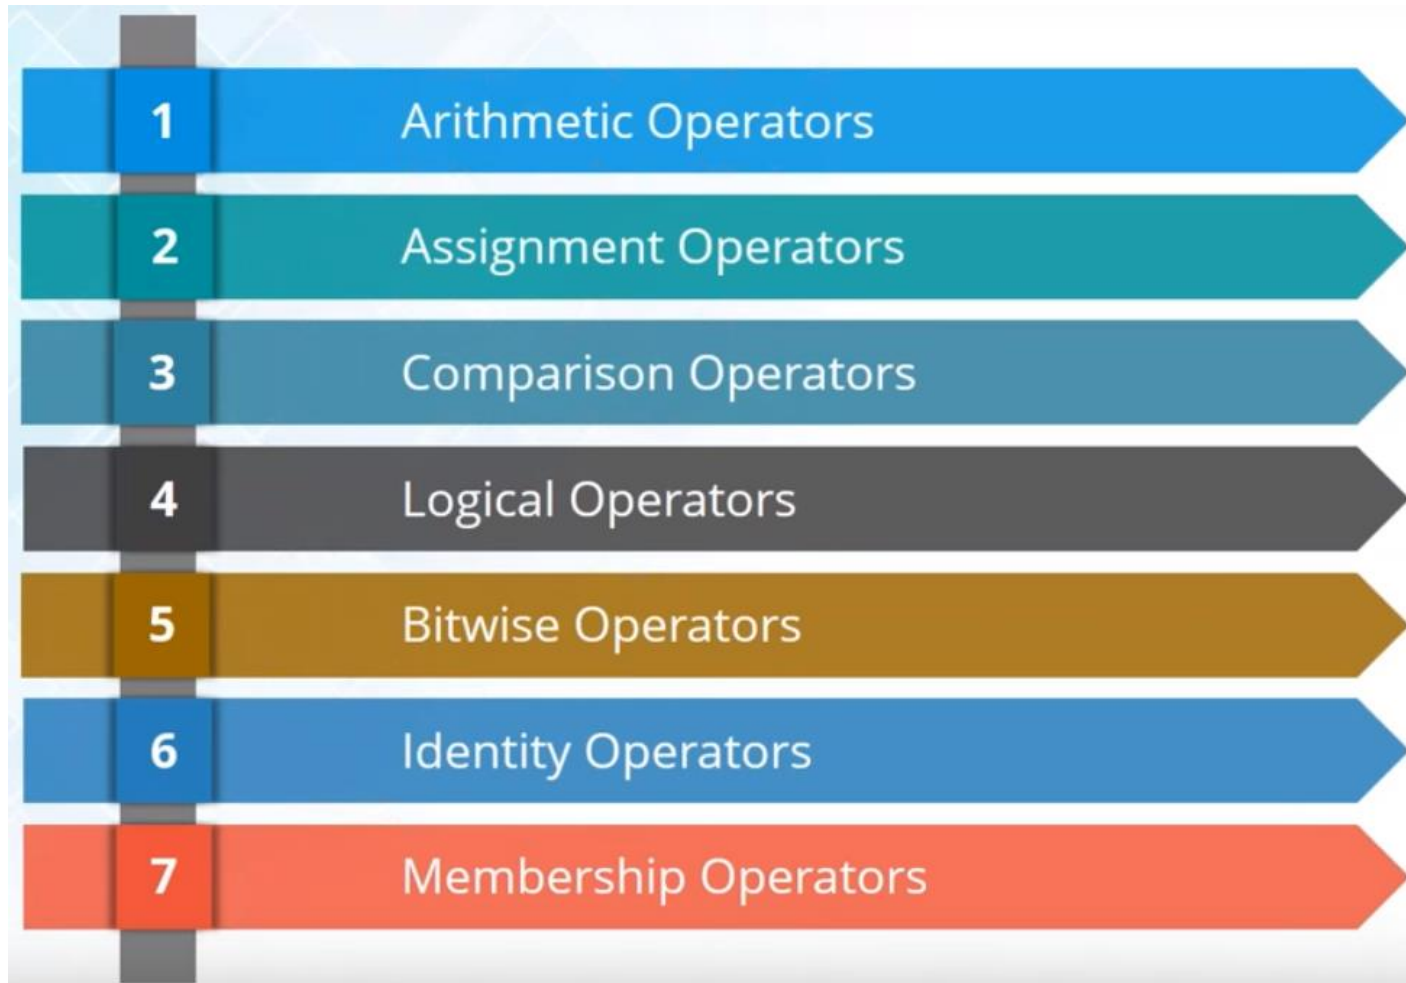 1 Arithmetic Operators
2 Assignment Operators
3 Comparison Operators
4 Logical Operators
5 Bitwise Operators
6 Identity Operators
7 Membership Operators